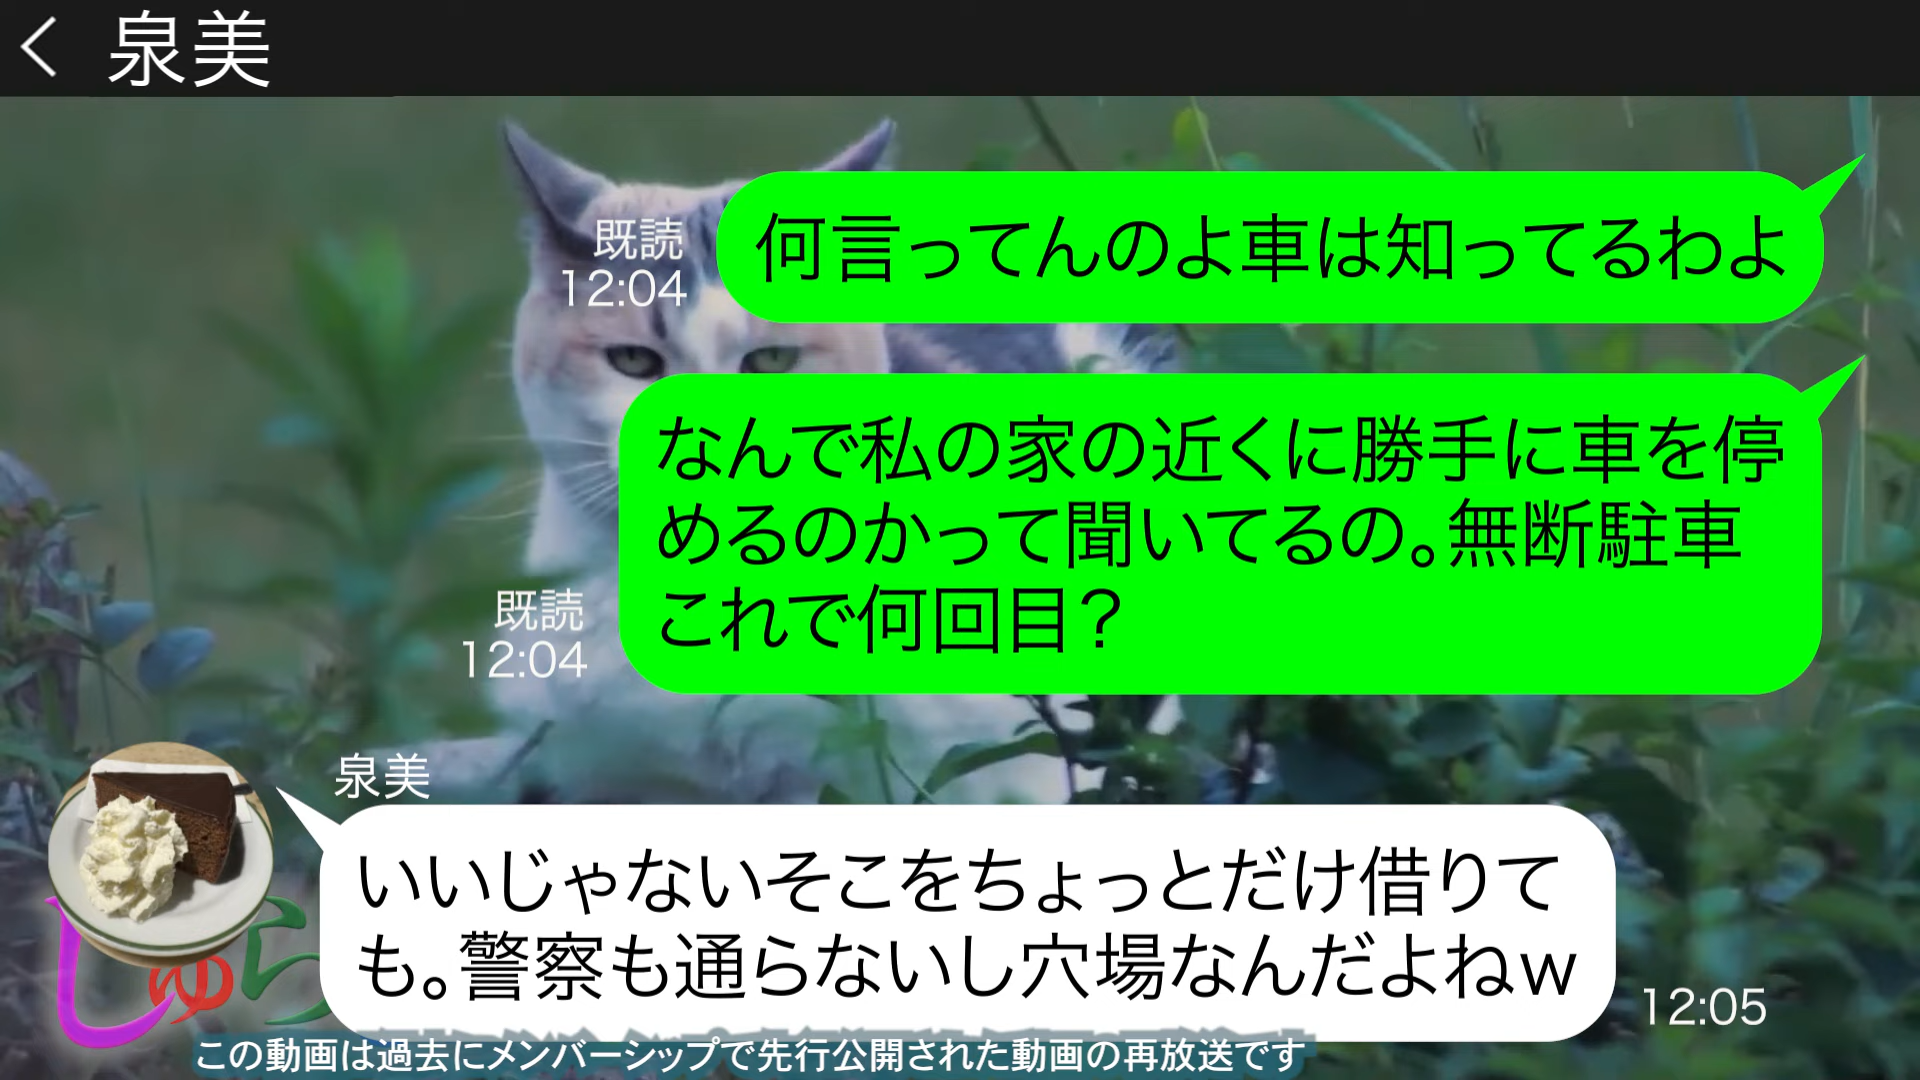 泉美
何言ってんのよ車は知ってるわよ
既読
12:04
なんで私の家の近くに勝手に車を停
めるのかって聞いてるの。無断駐車
これで何回目？
既読
12:04
泉美
いいじゃないそこをちょっとだけ借りて
も。警察も通らないし穴場なんだよねw
12:05
しゅら
この動画は過去にメンバーシップで先行公開された動画の再放送です